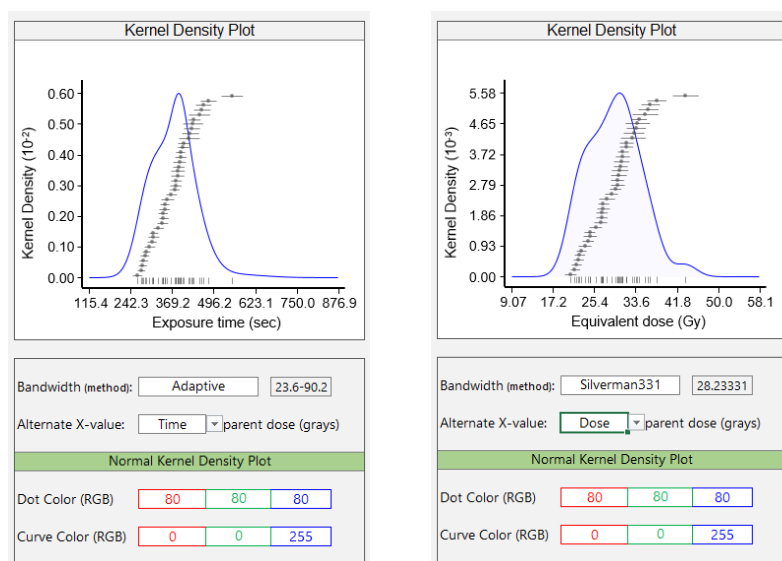 Kernel Density Plot
Kernel Density (10⁻²)
0.60
0.50
0.40
0.30
0.20
0.10
0.00
115.4 242.3 369.2 496.2 623.1 750.0 876.9
Exposure time (sec)
Bandwidth (method): Adaptive 23.6-90.2
Alternate X-value: Time parent dose (grays)
Normal Kernel Density Plot
Dot Color (RGB) 80 80 80
Curve Color (RGB) 0 0 255
Kernel Density Plot
Kernel Density (10⁻³)
5.58
4.65
3.72
2.79
1.86
0.93
0.00
9.07 17.2 25.4 33.6 41.8 50.0 58.1
Equivalent dose (Gy)
Bandwidth (method): Silverman331 28.23331
Alternate X-value: Dose parent dose (grays)
Normal Kernel Density Plot
Dot Color (RGB) 80 80 80
Curve Color (RGB) 0 0 255